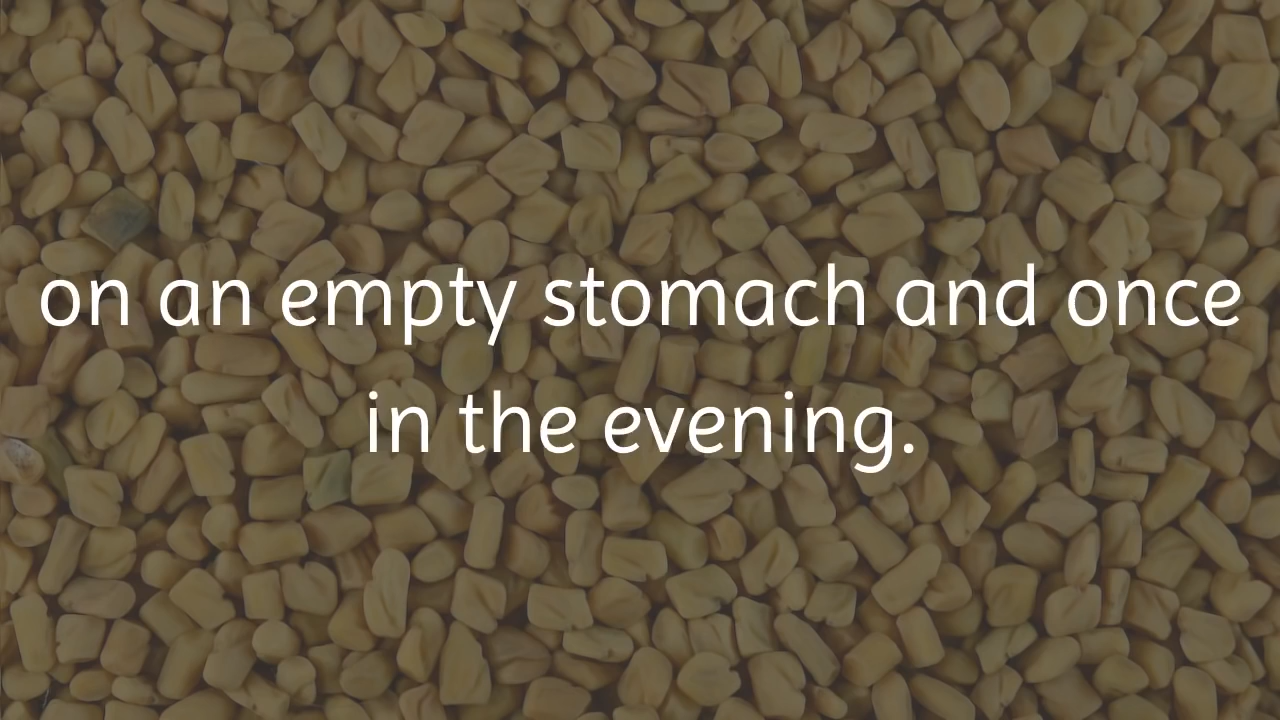 on an empty stomach and once
in the evening.